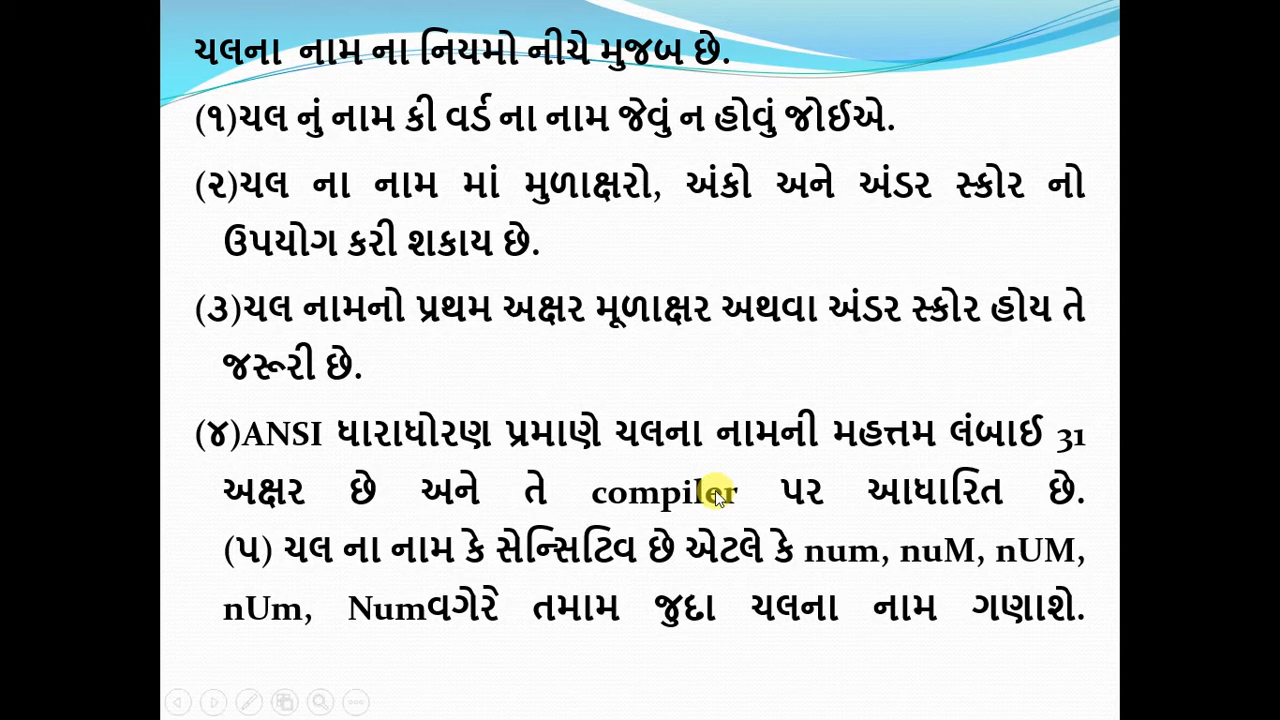 ચલના નામ ના નિયમો નીચે મુજબ છે.
(૧)ચલ નું નામ કી વર્ડ ના નામ જેવું ન હોવું જોઈએ.
(૨)ચલ ના નામ માં મુળાક્ષરો, અંકો અને અંડર સ્કોર નો
ઉપયોગ કરી શકાય છે.
(૩)ચલ નામનો પ્રથમ અક્ષર મૂળાક્ષર અથવા અંડર સ્કોર હોય તે
જરૂરી છે.
(૪)ANSI ધારાધોરણ પ્રમાણે ચલના નામની મહત્તમ લંબાઈ 31
અક્ષર છે અને તે compiler પર આધારિત છે.
(૫) ચલ ના નામ કે સેન્સિટિવ છે એટલે કે num, nuM, nUM,
nUm, Numવગેરે તમામ જુદા ચલના નામ ગણાશે.